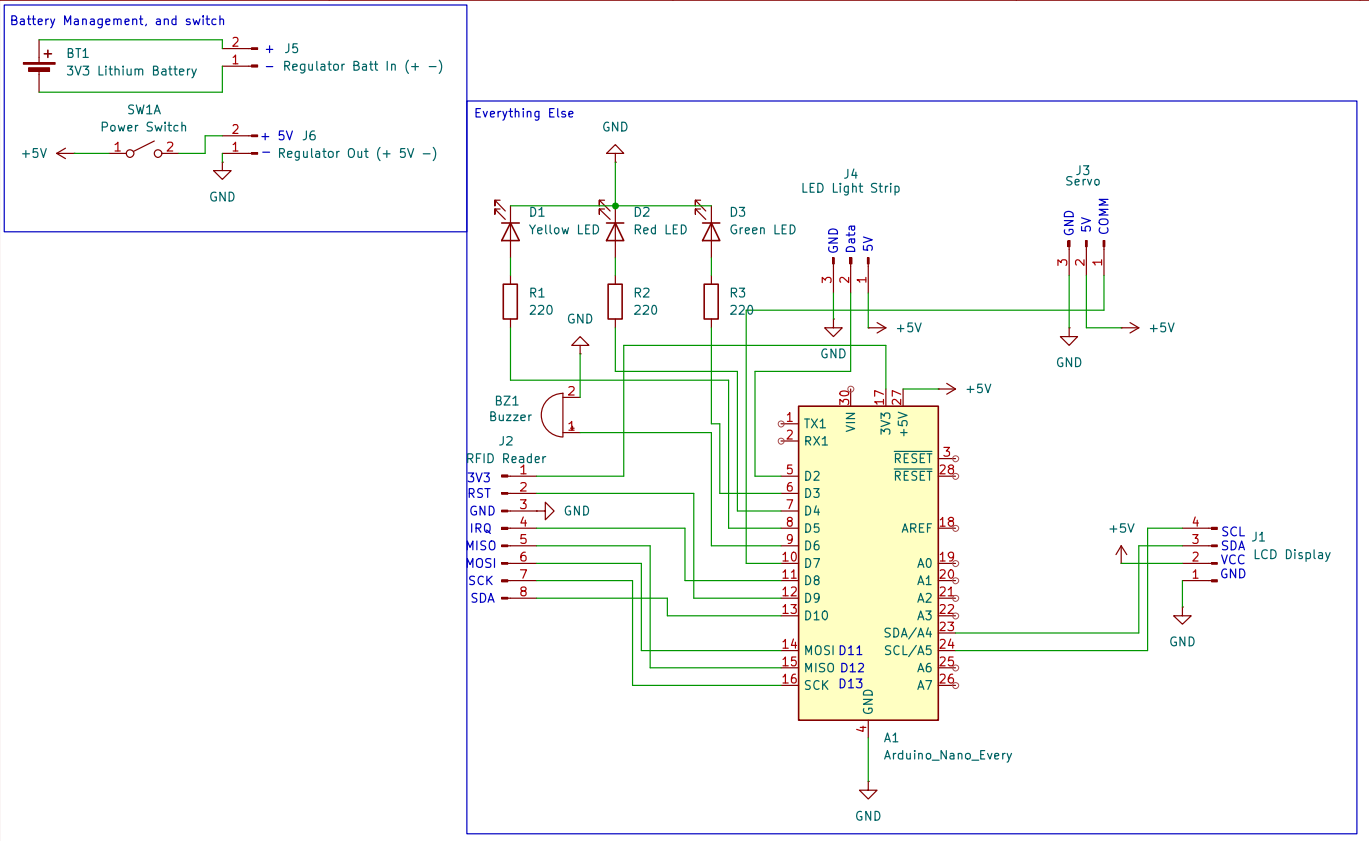 Battery Management, and switch
BT1
3V3 Lithium Battery
+
2
1
+
-
J5
Regulator Batt In (+ -)
SW1A
Power Switch
+5V
1
2
2
1
+ 5V
-
J6
Regulator Out (+ 5V -)
GND
Everything Else
GND
D1
Yellow LED
D2
Red LED
D3
Green LED
R1
220
R2
220
R3
220
GND
BZ1
Buzzer
2
1
J4
LED Light Strip
GND
Data
5V
3
2
1
GND
+5V
J3
Servo
GND
5V
COMM
3
2
1
GND
+5V
J2
RFID Reader
3V3 1
RST 2
GND 3 GND
IRQ 4
MISO 5
MOSI 6
SCK 7
SDA 8
30
VIN
17
3V3
27
+5V
+5V
1 TX1
2 RX1
5 D2
6 D3
7 D4
8 D5
9 D6
10 D7
11 D8
12 D9
13 D10
14 MOSI D11
15 MISO D12
16 SCK D13
RESET 3
RESET 28
AREF 18
A0 19
A1 20
A2 21
A3 22
SDA/A4 23
SCL/A5 24
A6 25
A7 26
GND
4
A1
Arduino_Nano_Every
GND
+5V
4 SCL
3 SDA
2 VCC
1 GND
J1
LCD Display
GND